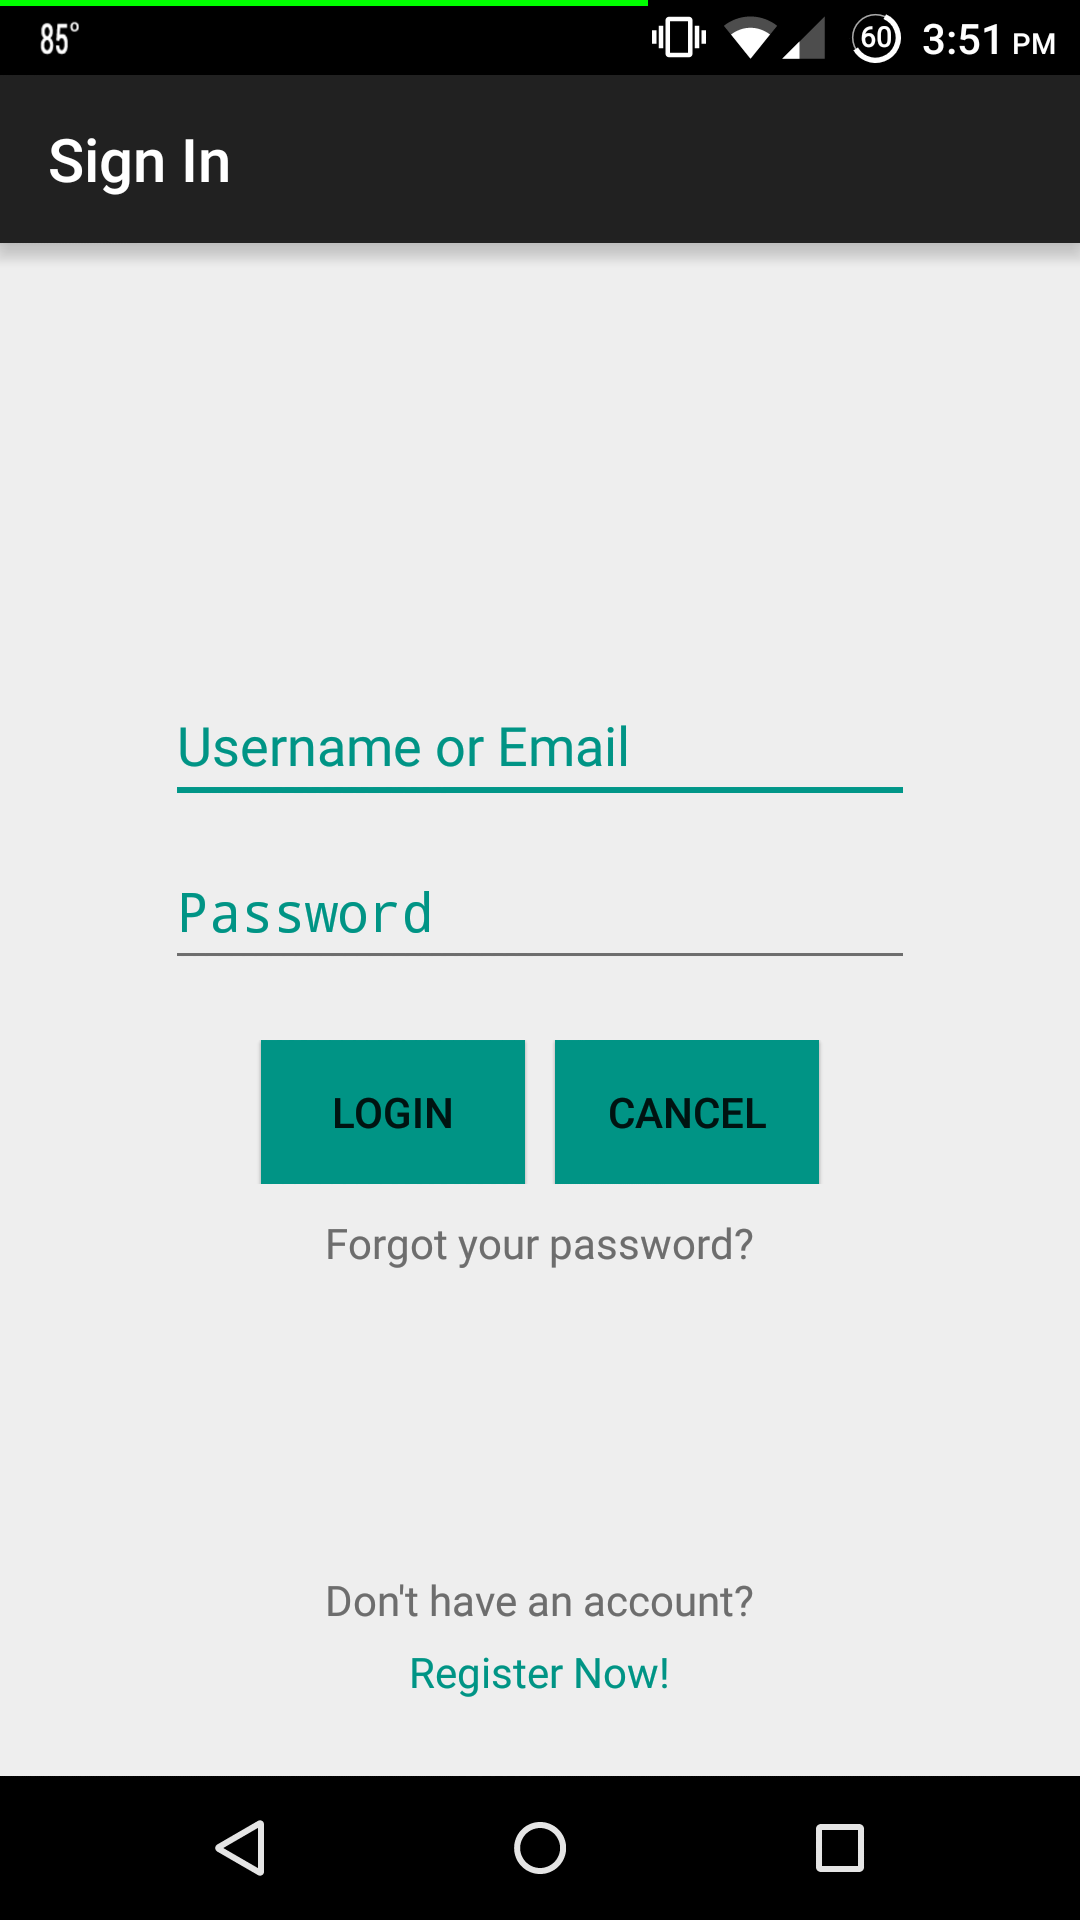 85° 60 3:51 PM
Sign In
Username or Email
Password
LOGIN CANCEL
Forgot your password?
Don't have an account?
Register Now!